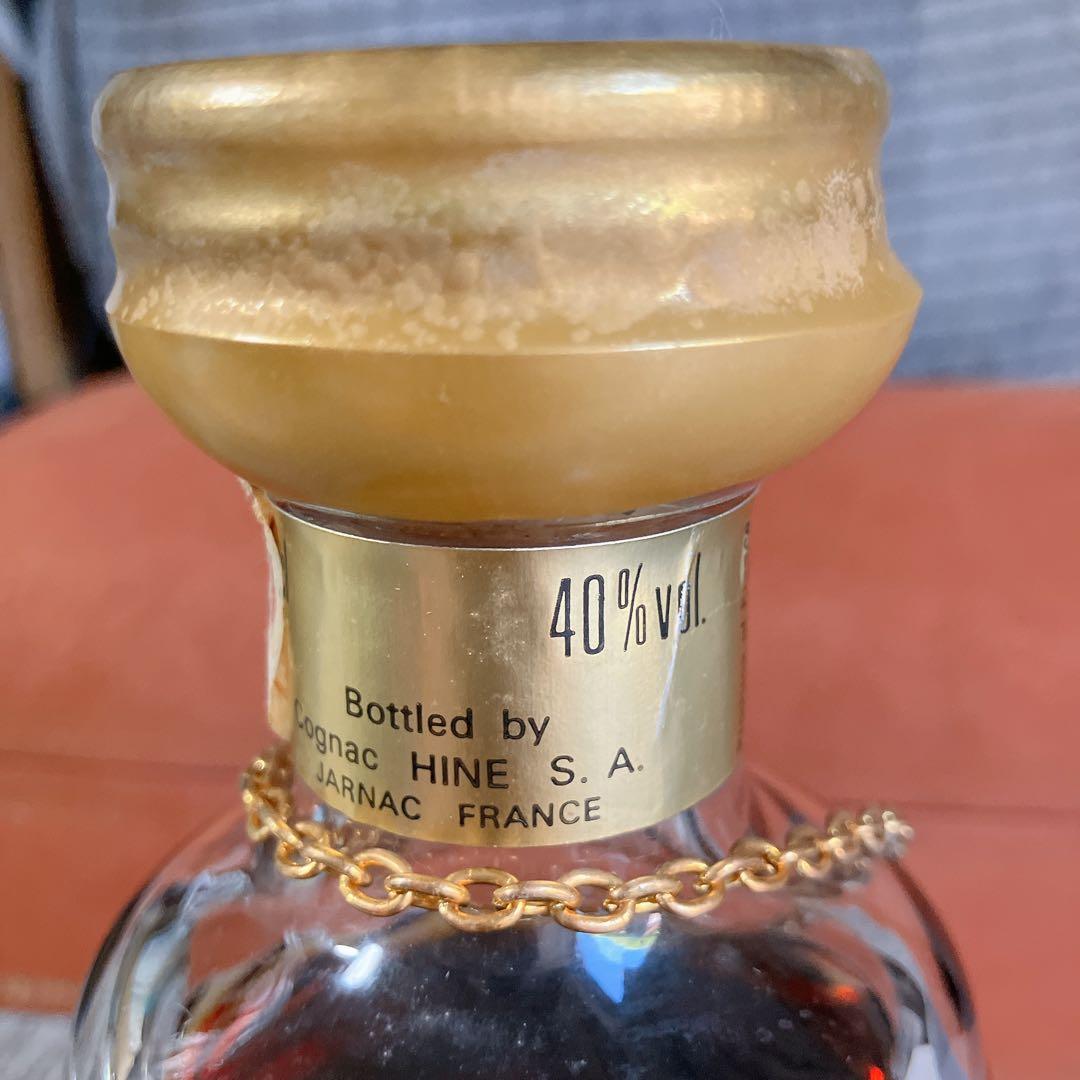 40% vol.
Bottled by
Cognac HINE S. A.
JARNAC FRANCE